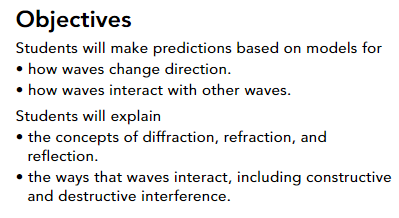 Objectives
Students will make predictions based on models for
• how waves change direction.
• how waves interact with other waves.
Students will explain
• the concepts of diffraction, refraction, and
reflection.
• the ways that waves interact, including constructive
and destructive interference.